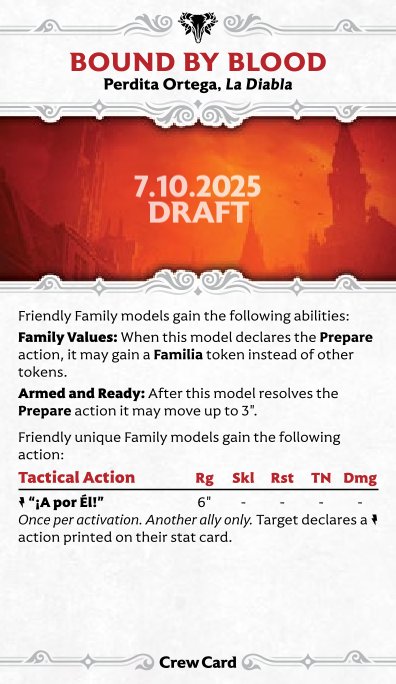 BOUND BY BLOOD
Perdita Ortega, La Diabla
7.10.2025
DRAFT
Friendly Family models gain the following abilities:
Family Values: When this model declares the Prepare
action, it may gain a Familia token instead of other
tokens.
Armed and Ready: After this model resolves the
Prepare action it may move up to 3".
Friendly unique Family models gain the following
action:
Tactical Action Rg Skl Rst TN Dmg
“¡A por Él!” 6" - - - -
Once per activation. Another ally only. Target declares a
action printed on their stat card.
Crew Card